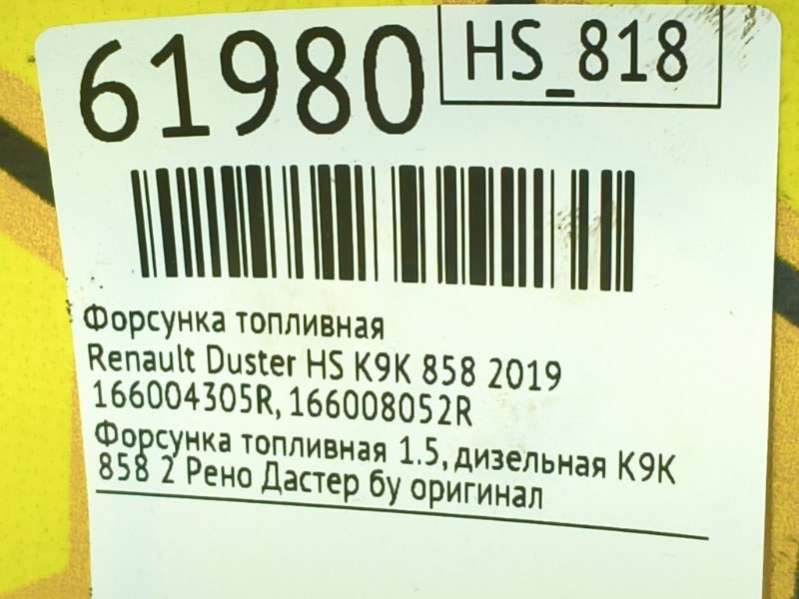 61980
HS_818
Форсунка топливная
Renault Duster HS K9K 858 2019
166004305R, 166008052R
Форсунка топливная 1.5, дизельная K9K
858 2 Рено Дастер бу оригинал